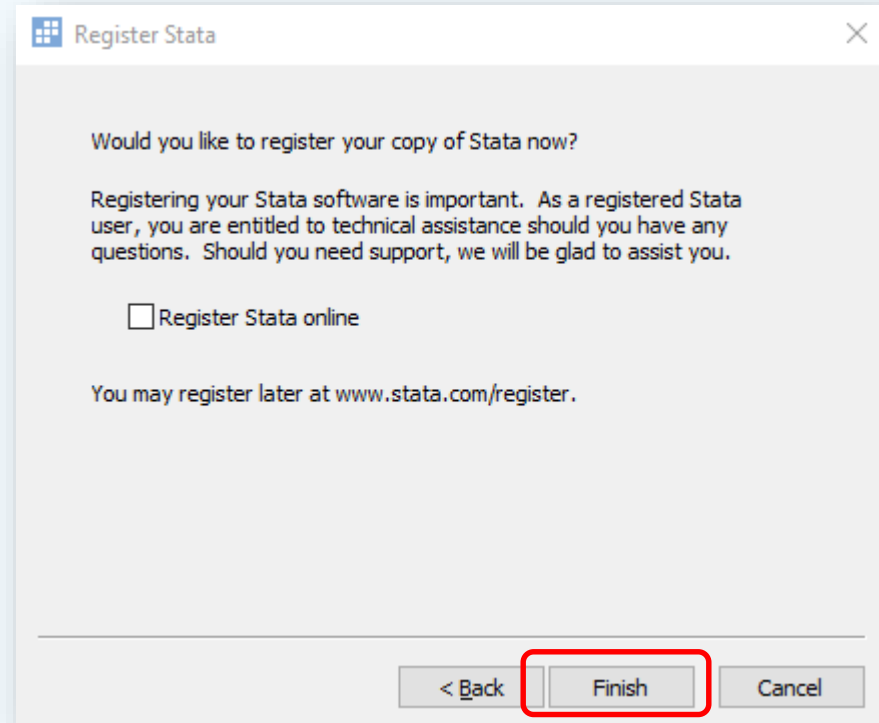 Register Stata
Would you like to register your copy of Stata now?
Registering your Stata software is important.  As a registered Stata
user, you are entitled to technical assistance should you have any
questions.  Should you need support, we will be glad to assist you.
Register Stata online
You may register later at www.stata.com/register.
< Back
Finish
Cancel